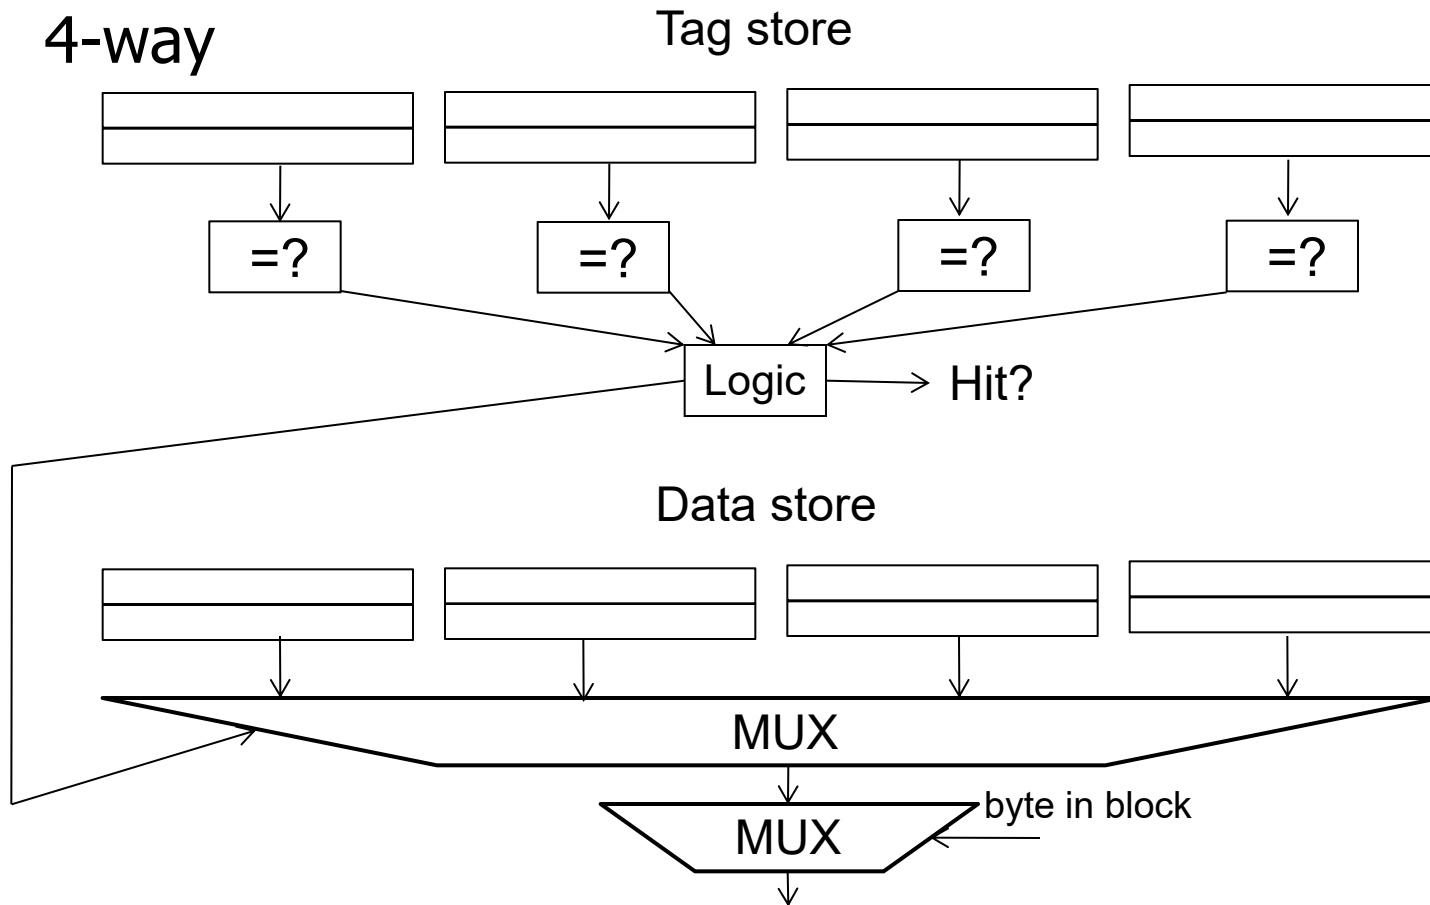 4-way
Tag store
=?
=?
=?
=?
Logic
Hit?
Data store
MUX
byte in block
MUX